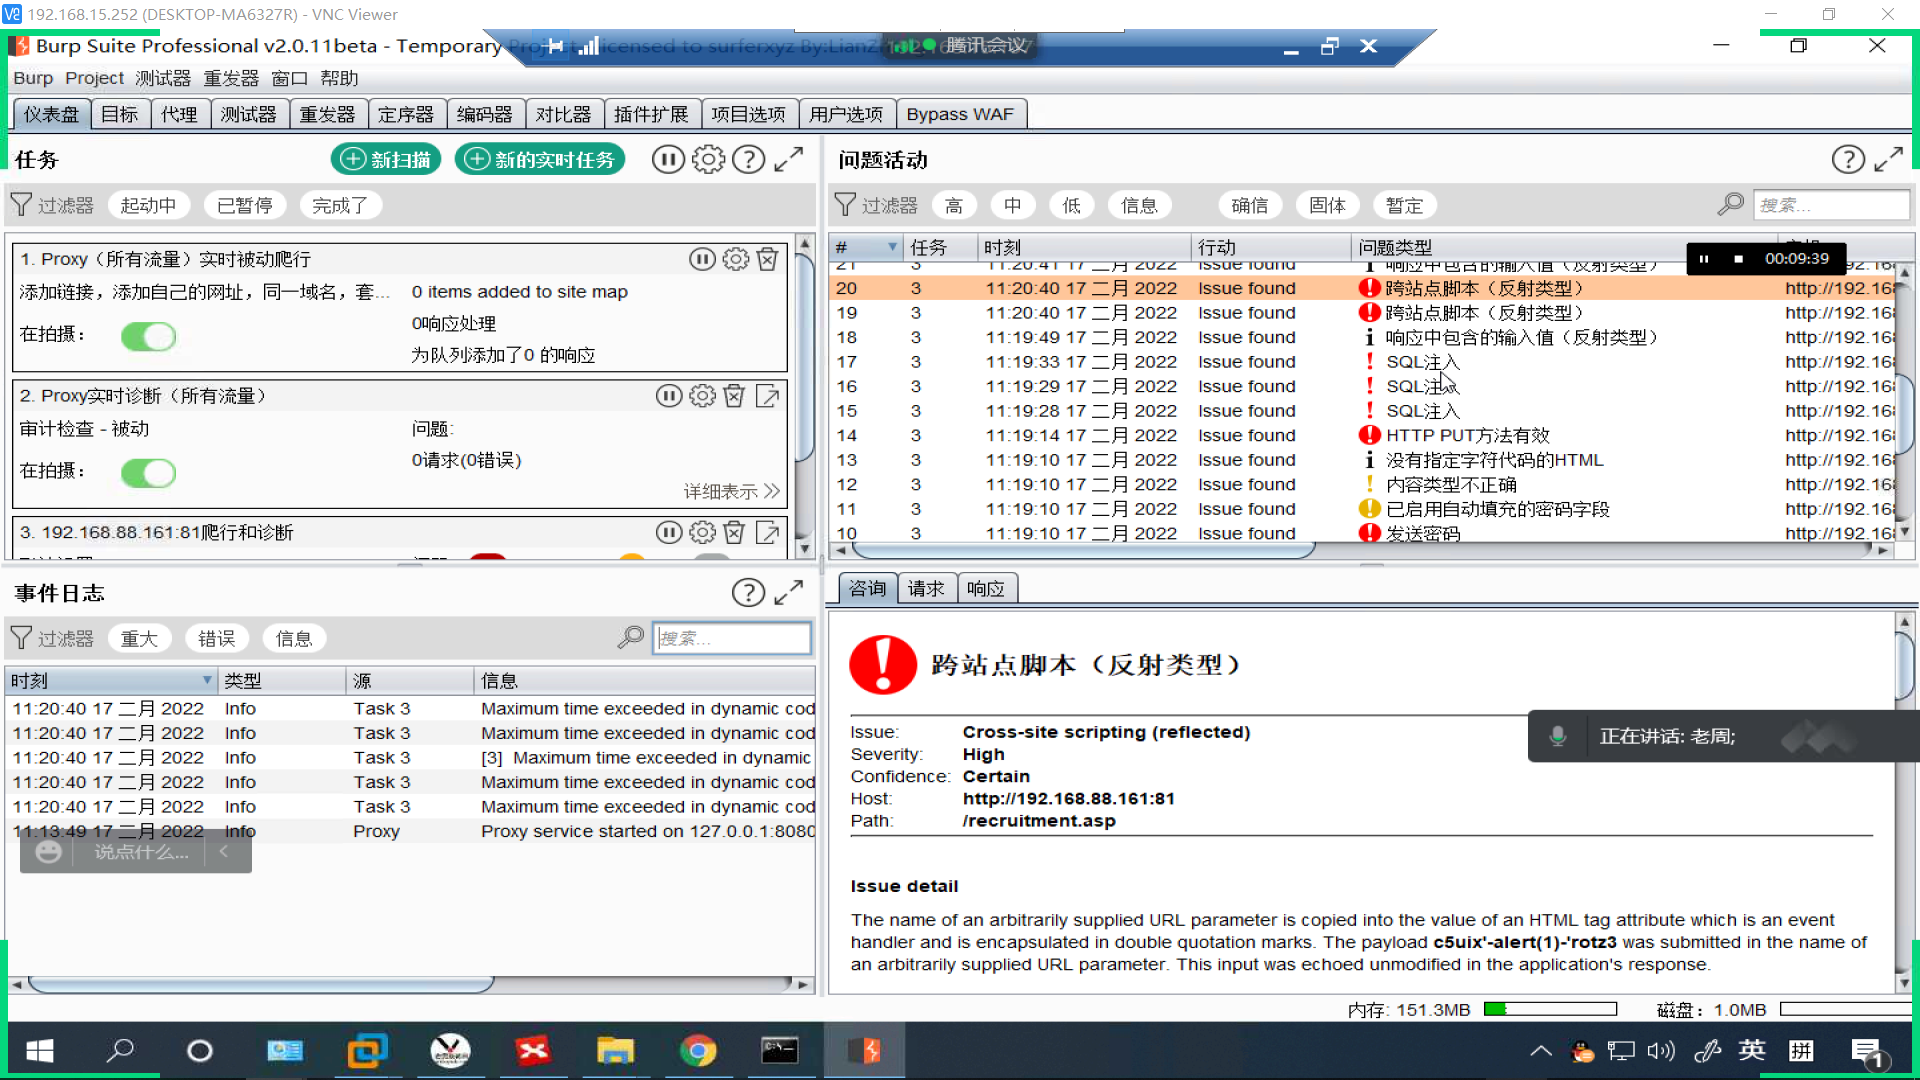 192.168.15.252 (DESKTOP-MA6327R) - VNC Viewer
Burp Suite Professional v2.0.11beta - Temporary Project - licensed to surferxyz By:LianZ
腾讯会议
Burp Project 测试器 重发器 窗口 帮助
仪表盘 目标 代理 测试器 重发器 定序器 编码器 对比器 插件扩展 项目选项 用户选项 Bypass WAF
任务
新扫描
新的实时任务
过滤器 起动中 已暂停 完成了
1. Proxy（所有流量）实时被动爬行
添加链接，添加自己的网址，同一域名，套... 0 items added to site map
在拍摄：
0响应处理
为队列添加了0 的响应
2. Proxy实时诊断（所有流量）
审计检查 - 被动 问题:
在拍摄： 0请求(0错误)
详细表示
3. 192.168.88.161:81爬行和诊断
问题活动
过滤器 高 中 低 信息 确信 固体 暂定 搜索...
# 任务 时刻 行动 问题类型
00:09:39
21 3 11:20:41 17 二月 2022 Issue found i 响应中包含的输入值（反射类型）
20 3 11:20:40 17 二月 2022 Issue found 跨站点脚本（反射类型） http://192.16
19 3 11:20:40 17 二月 2022 Issue found 跨站点脚本（反射类型） http://192.16
18 3 11:19:49 17 二月 2022 Issue found i 响应中包含的输入值（反射类型） http://192.16
17 3 11:19:33 17 二月 2022 Issue found ! SQL注入 http://192.16
16 3 11:19:29 17 二月 2022 Issue found ! SQL注入 http://192.16
15 3 11:19:28 17 二月 2022 Issue found ! SQL注入 http://192.16
14 3 11:19:14 17 二月 2022 Issue found HTTP PUT方法有效 http://192.16
13 3 11:19:10 17 二月 2022 Issue found i 没有指定字符代码的HTML http://192.16
12 3 11:19:10 17 二月 2022 Issue found ! 内容类型不正确 http://192.16
11 3 11:19:10 17 二月 2022 Issue found 已启用自动填充的密码字段 http://192.16
10 3 11:19:10 17 二月 2022 Issue found 发送密码 http://192.16
事件日志
过滤器 重大 错误 信息 搜索...
时刻 类型 源 信息
11:20:40 17 二月 2022 Info Task 3 Maximum time exceeded in dynamic cod
11:20:40 17 二月 2022 Info Task 3 Maximum time exceeded in dynamic cod
11:20:40 17 二月 2022 Info Task 3 [3] Maximum time exceeded in dynamic
11:20:40 17 二月 2022 Info Task 3 Maximum time exceeded in dynamic cod
11:20:40 17 二月 2022 Info Task 3 Maximum time exceeded in dynamic cod
11:13:49 17 二月 2022 Info Proxy Proxy service started on 127.0.0.1:8080
说点什么...
咨询 请求 响应
跨站点脚本（反射类型）
Issue: Cross-site scripting (reflected)
Severity: High
Confidence: Certain
Host: http://192.168.88.161:81
Path: /recruitment.asp
正在讲话: 老周;
Issue detail
The name of an arbitrarily supplied URL parameter is copied into the value of an HTML tag attribute which is an event
handler and is encapsulated in double quotation marks. The payload c5uix'-alert(1)-'rotz3 was submitted in the name of
an arbitrarily supplied URL parameter. This input was echoed unmodified in the application's response.
内存: 151.3MB 磁盘: 1.0MB
英 拼 1